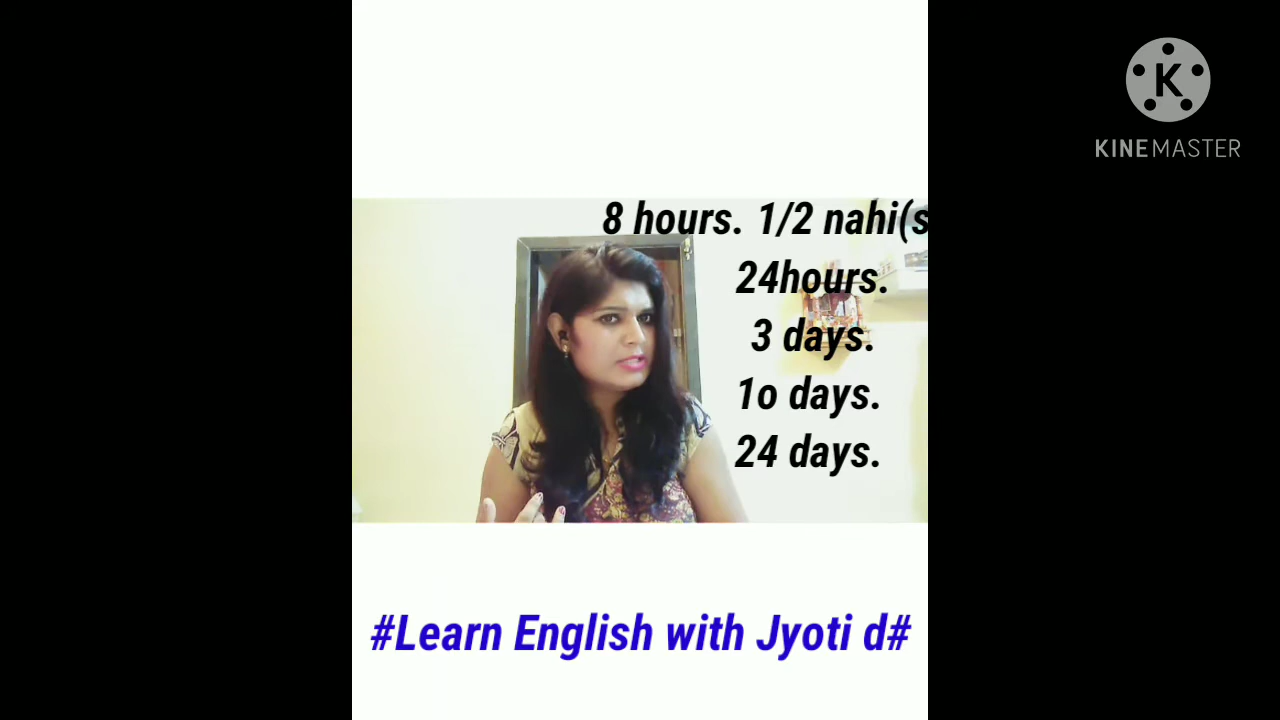 KINEMASTER
8 hours. 1/2 nahi(s
24hours.
3 days.
1o days.
24 days.
#Learn English with Jyoti d#